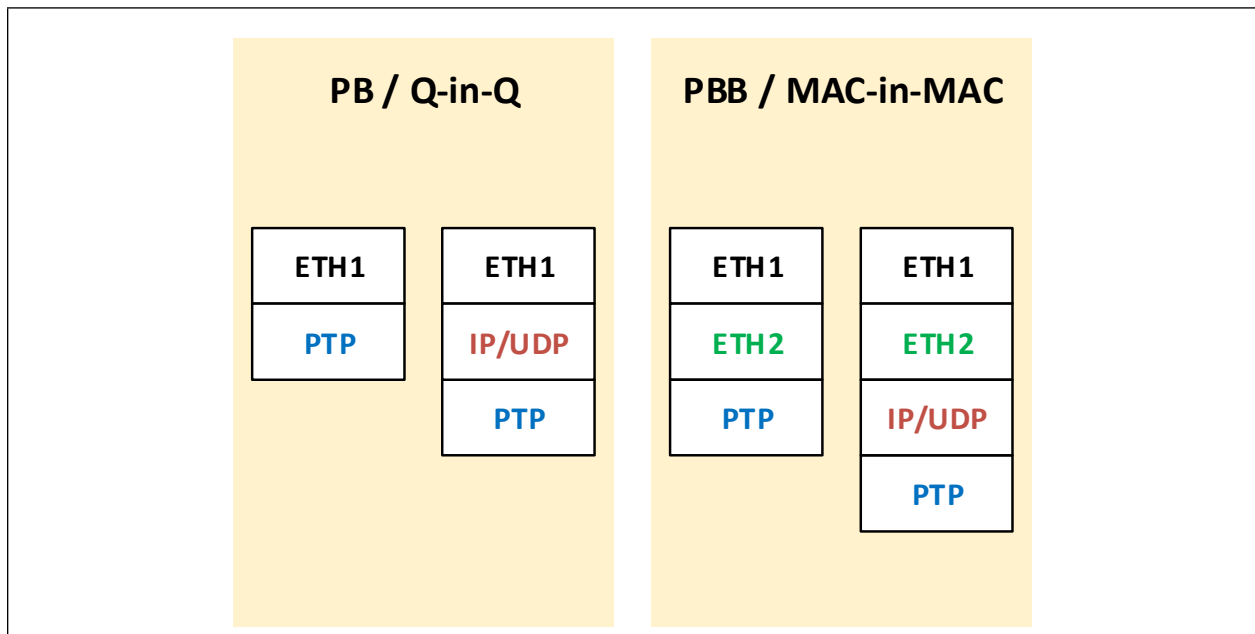 PB / Q-in-Q
ETH1
PTP
ETH1
IP/UDP
PTP
PBB / MAC-in-MAC
ETH1
ETH2
PTP
ETH1
ETH2
IP/UDP
PTP